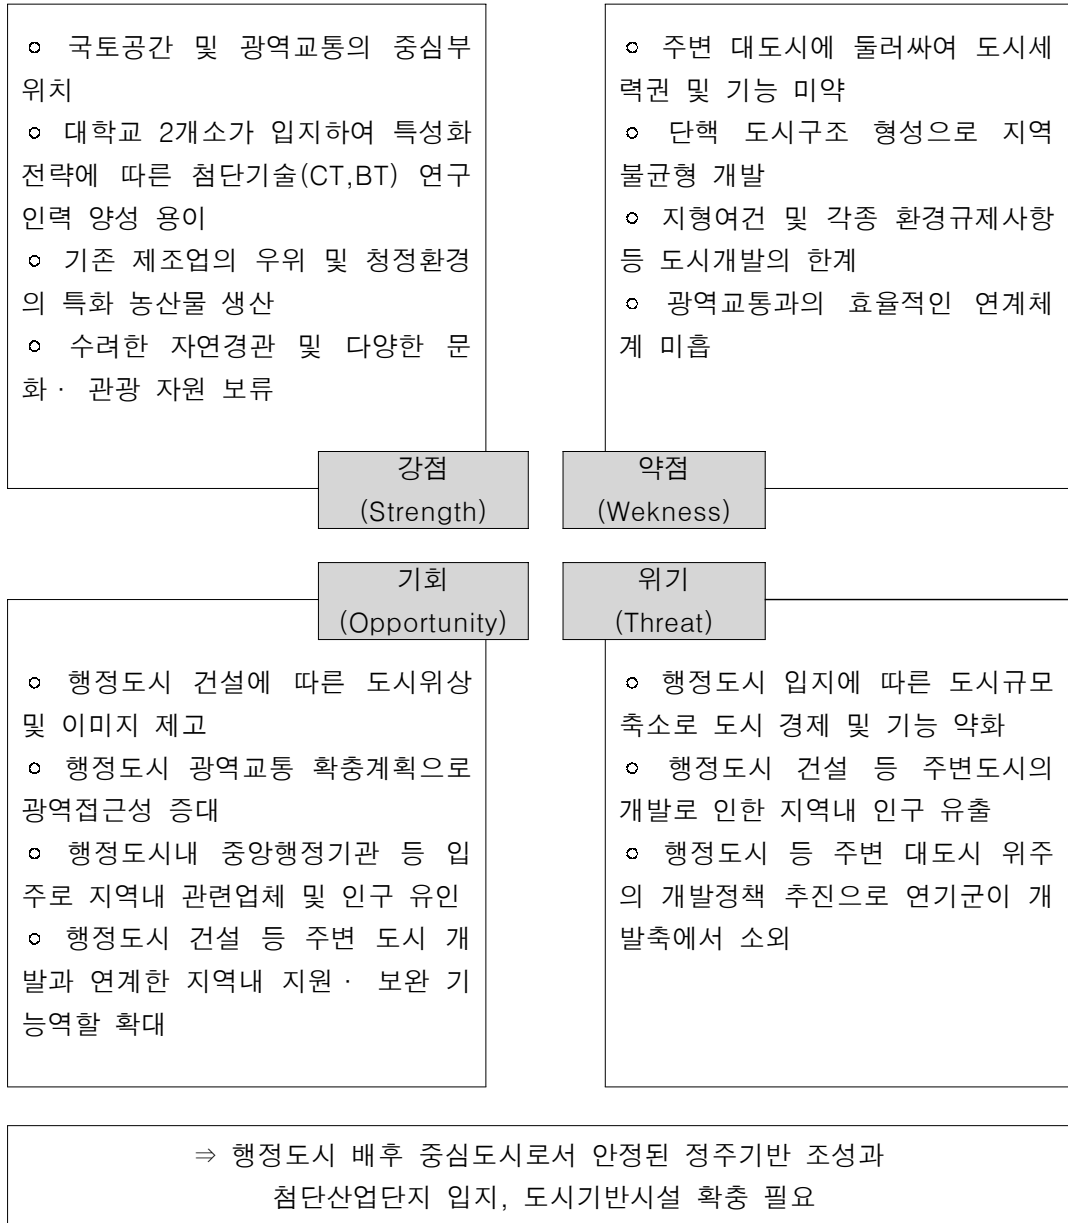 o 국토공간 및 광역교통의 중심부
위치
o 대학교 2개소가 입지하여 특성화
전략에 따른 첨단기술(CT,BT) 연구
인력 양성 용이
o 기존 제조업의 우위 및 청정환경
의 특화 농산물 생산
o 수려한 자연경관 및 다양한 문
화· 관광 자원 보류
강점
(Strength)
o 주변 대도시에 둘러싸여 도시세
력권 및 기능 미약
o 단핵 도시구조 형성으로 지역
불균형 개발
o 지형여건 및 각종 환경규제사항
등 도시개발의 한계
o 광역교통과의 효율적인 연계체
계 미흡
약점
(Wekness)
기회
(Opportunity)
o 행정도시 건설에 따른 도시위상
및 이미지 제고
o 행정도시 광역교통 확충계획으로
광역접근성 증대
o 행정도시내 중앙행정기관 등 입
주로 지역내 관련업체 및 인구 유인
o 행정도시 건설 등 주변 도시 개
발과 연계한 지역내 지원· 보완 기
능역할 확대
위기
(Threat)
o 행정도시 입지에 따른 도시규모
축소로 도시 경제 및 기능 약화
o 행정도시 건설 등 주변도시의
개발로 인한 지역내 인구 유출
o 행정도시 등 주변 대도시 위주
의 개발정책 추진으로 연기군이 개
발축에서 소외
⇒ 행정도시 배후 중심도시로서 안정된 정주기반 조성과
첨단산업단지 입지, 도시기반시설 확충 필요